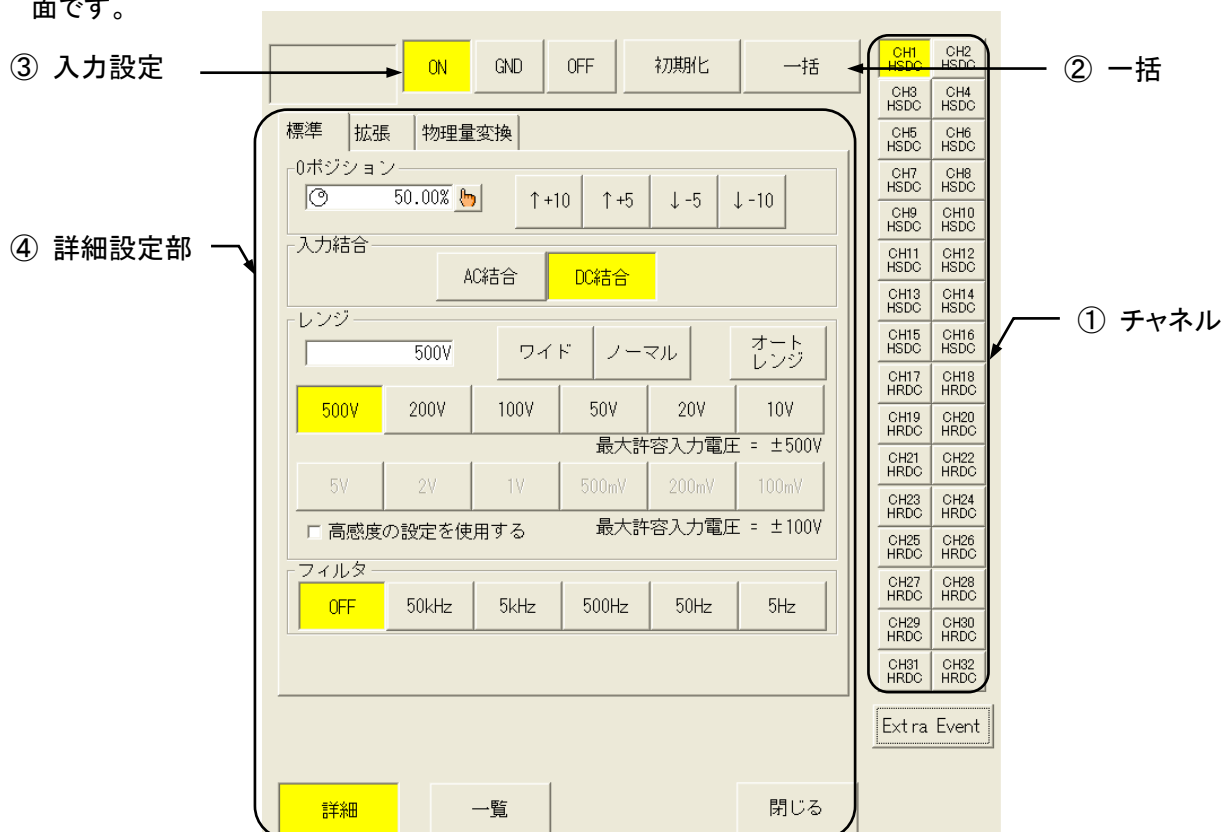 面です。
③ 入力設定
ON GND OFF 初期化 一括
② 一括
標準 拡張 物理量変換
0ポジション
50.00% ↑+10 ↑+5 ↓-5 ↓-10
④ 詳細設定部
入力結合
AC結合 DC結合
レンジ
500V ワイド ノーマル オート
レンジ
500V 200V 100V 50V 20V 10V
最大許容入力電圧 = ±500V
5V 2V 1V 500mV 200mV 100mV
高感度の設定を使用する 最大許容入力電圧 = ±100V
フィルタ
OFF 50kHz 5kHz 500Hz 50Hz 5Hz
詳細 一覧 閉じる
CH1 CH2
HSDC HSDC
CH3 CH4
HSDC HSDC
CH5 CH6
HSDC HSDC
CH7 CH8
HSDC HSDC
CH9 CH10
HSDC HSDC
CH11 CH12
HSDC HSDC
CH13 CH14
HSDC HSDC
CH15 CH16
HSDC HSDC
CH17 CH18
HRDC HRDC
CH19 CH20
HRDC HRDC
CH21 CH22
HRDC HRDC
CH23 CH24
HRDC HRDC
CH25 CH26
HRDC HRDC
CH27 CH28
HRDC HRDC
CH29 CH30
HRDC HRDC
CH31 CH32
HRDC HRDC
① チャネル
Extra Event